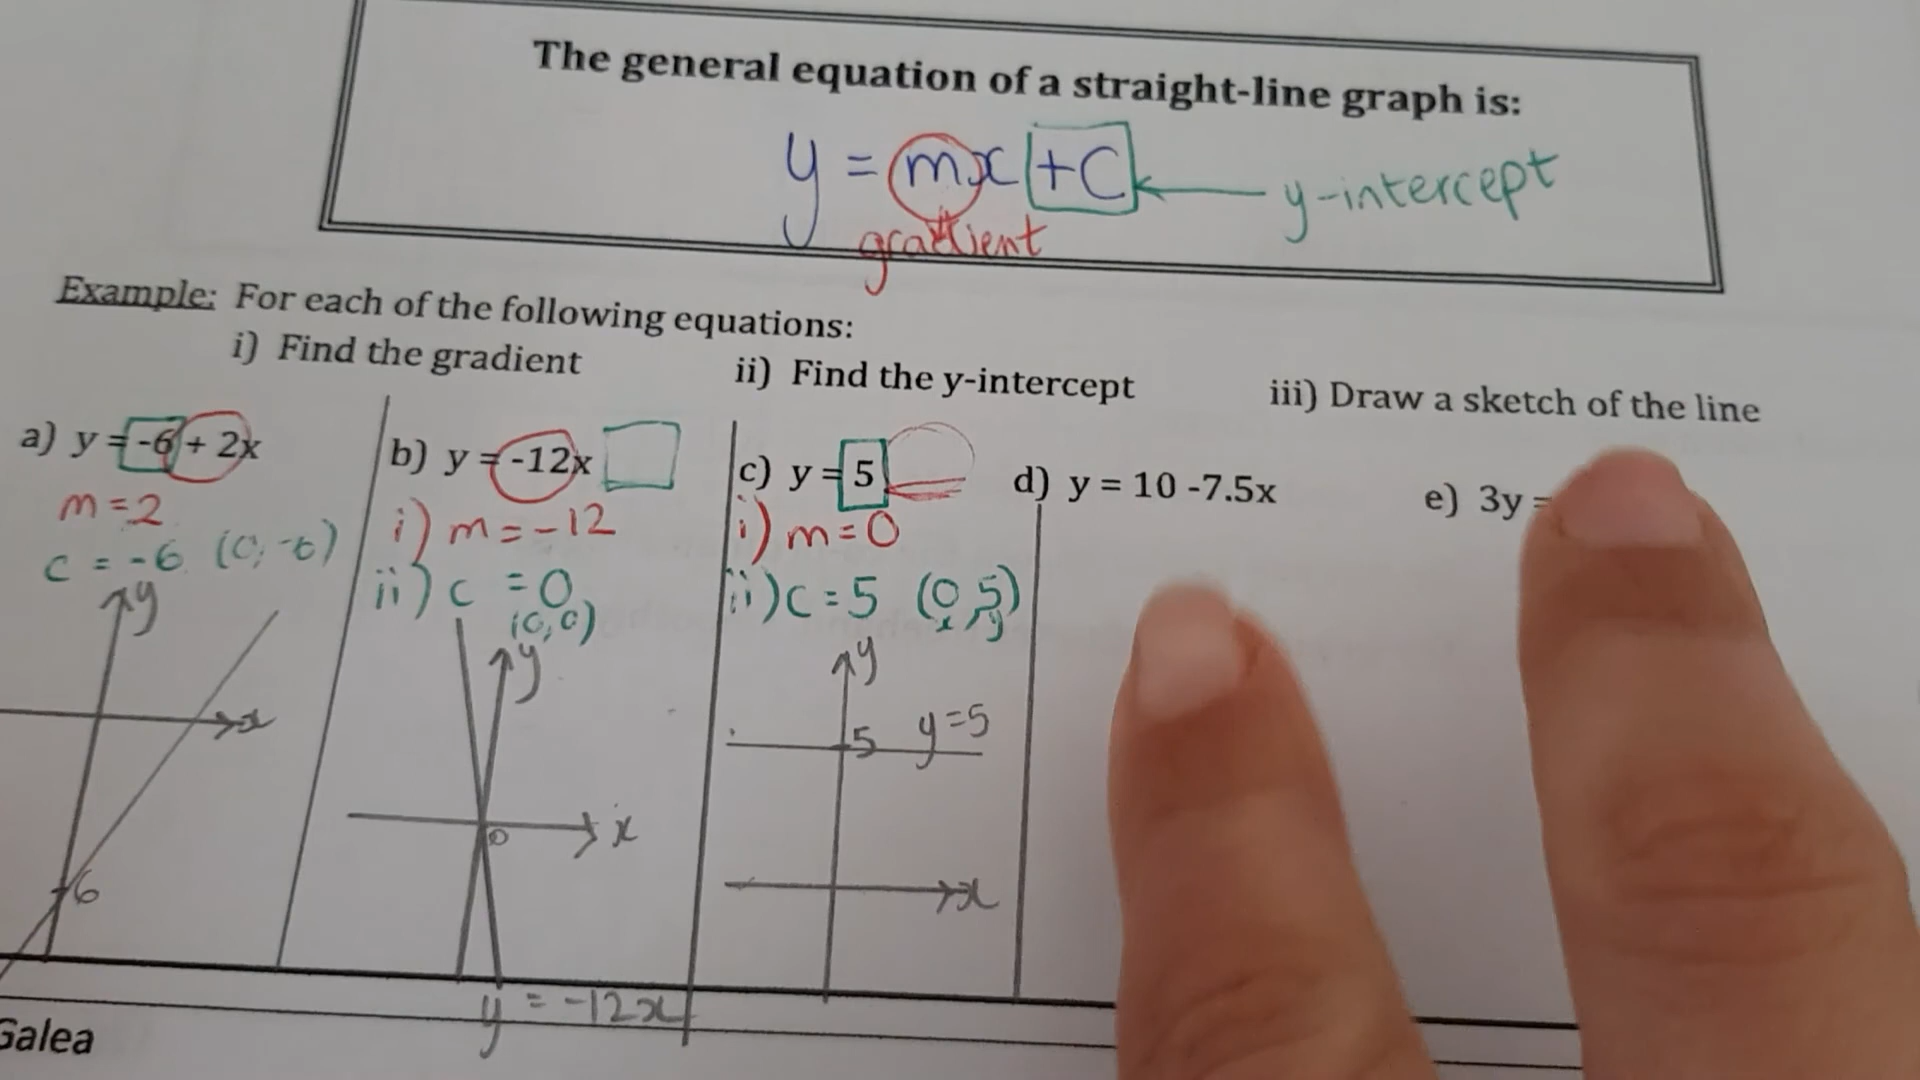 The general equation of a straight-line graph is:
y = mx + c
y-intercept
gradient
Example: For each of the following equations:
i) Find the gradient
ii) Find the y-intercept
iii) Draw a sketch of the line
a) y = -6 + 2x
m = 2
c = -6 (0, -6)
y
x
6
b) y = -12x
i) m = -12
ii) c = 0
(0,0)
y
x
0
y = -12x
c) y = 5
i) m = 0
ii) c = 5 (0,5)
x y
y
5 y = 5
x
d) y = 10 -7.5x
e) 3y =
Galea